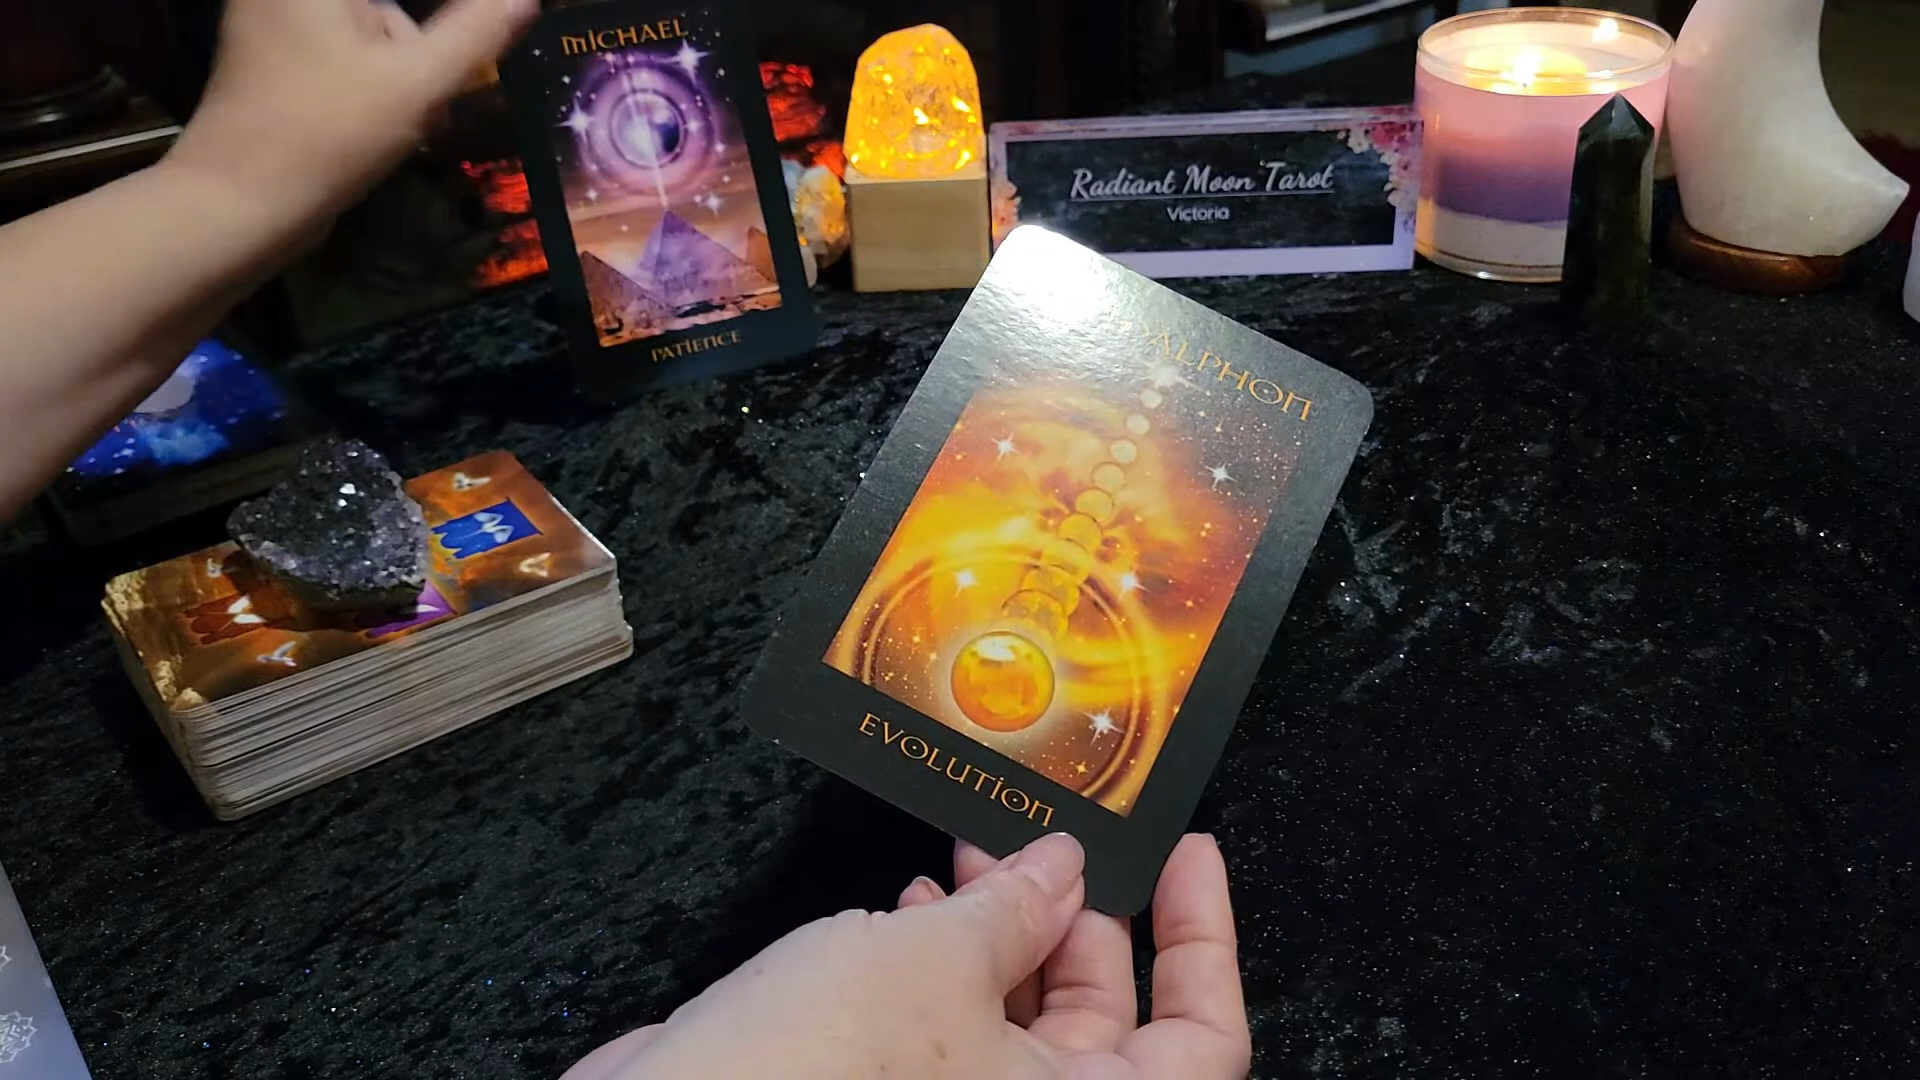 MICHAEL
PATIENCE
Radiant Moon Tarot
Victoria
EVOLUTION